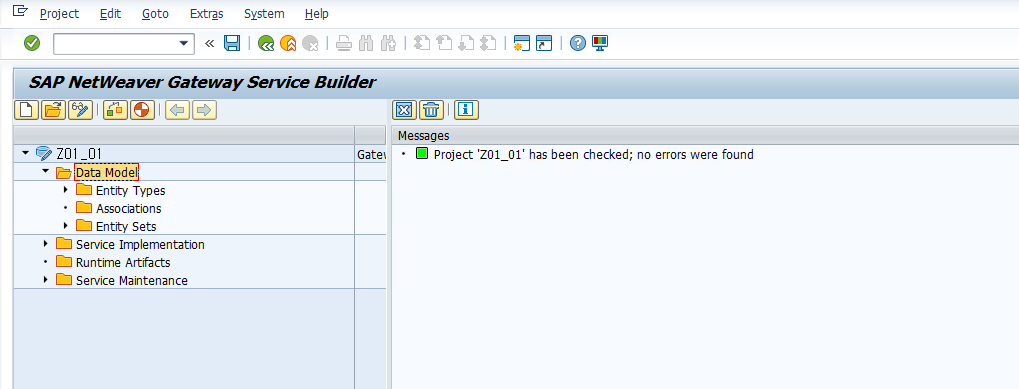 Project Edit Goto Extras System Help
SAP NetWeaver Gateway Service Builder
Messages
Z01_01 Gatew
Project 'Z01_01' has been checked; no errors were found
Data Model
Entity Types
Associations
Entity Sets
Service Implementation
Runtime Artifacts
Service Maintenance